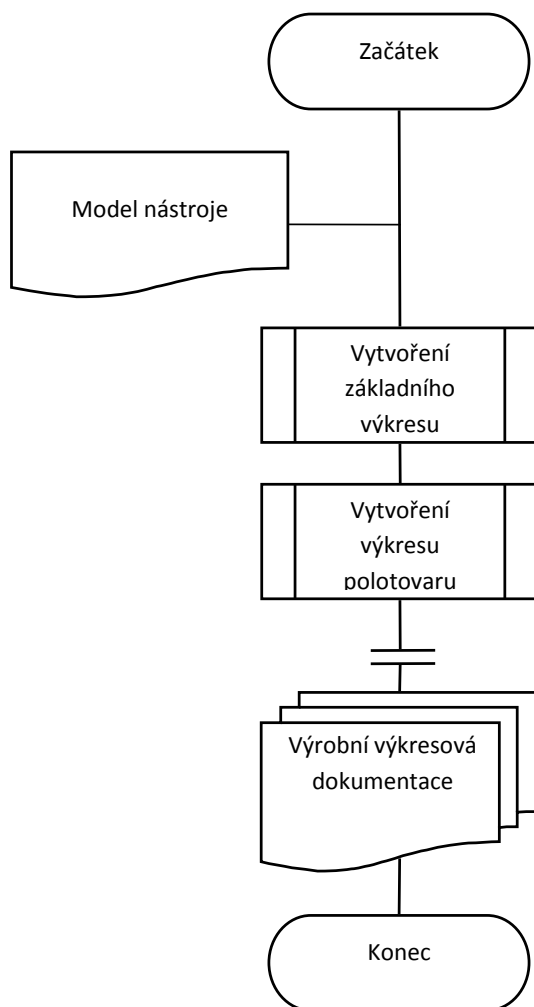 Začátek
Model nástroje
Vytvoření
základního
výkresu
Vytvoření
výkresu
polotovaru
Výrobní výkresová
dokumentace
Konec